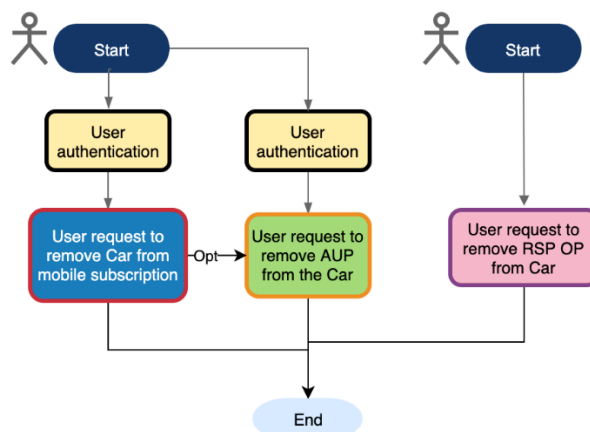 Start
Start
User
authentication
User
authentication
User request to
remove Car from
mobile subscription
Opt
User request to
remove AUP
from the Car
User request to
remove RSP OP
from Car
End